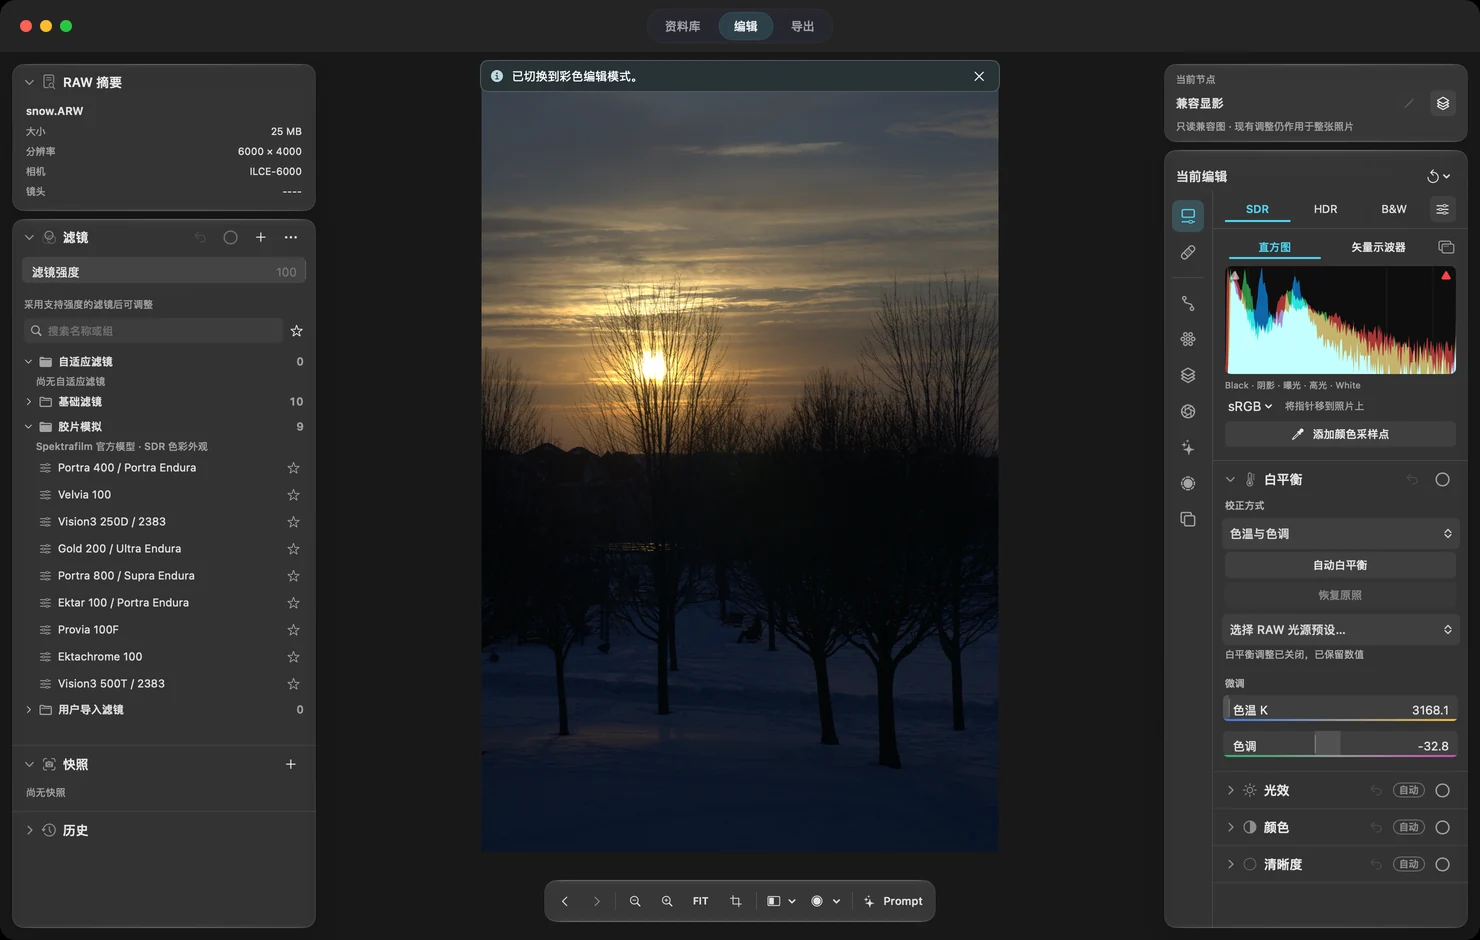 资料库
编辑
导出
RAW 摘要
snow.ARW
大小 25 MB
分辨率 6000 × 4000
相机 ILCE-6000
镜头 ----
滤镜
滤镜强度 100
采用支持强度的滤镜后可调整
搜索名称或组
自适应滤镜 0
尚无自适应滤镜
基础滤镜 10
胶片模拟 9
Spektrafilm 官方模型 · SDR 色彩外观
Portra 400 / Portra Endura
Velvia 100
Vision3 250D / 2383
Gold 200 / Ultra Endura
Portra 800 / Supra Endura
Ektar 100 / Portra Endura
Provia 100F
Ektachrome 100
Vision3 500T / 2383
用户导入滤镜 0
快照
尚无快照
历史
已切换到彩色编辑模式。
FIT
Prompt
当前节点
兼容显影
只读兼容图 · 现有调整仍作用于整张照片
当前编辑
SDR HDR B&W
直方图 矢量示波器
Black · 阴影 · 曝光 · 高光 · White
sRGB 将指针移到照片上
添加颜色采样点
白平衡
校正方式
色温与色调
自动白平衡
恢复原照
选择 RAW 光源预设...
白平衡调整已关闭，已保留数值
微调
色温 K 3168.1
色调 -32.8
光效 自动
颜色 自动
清晰度 自动